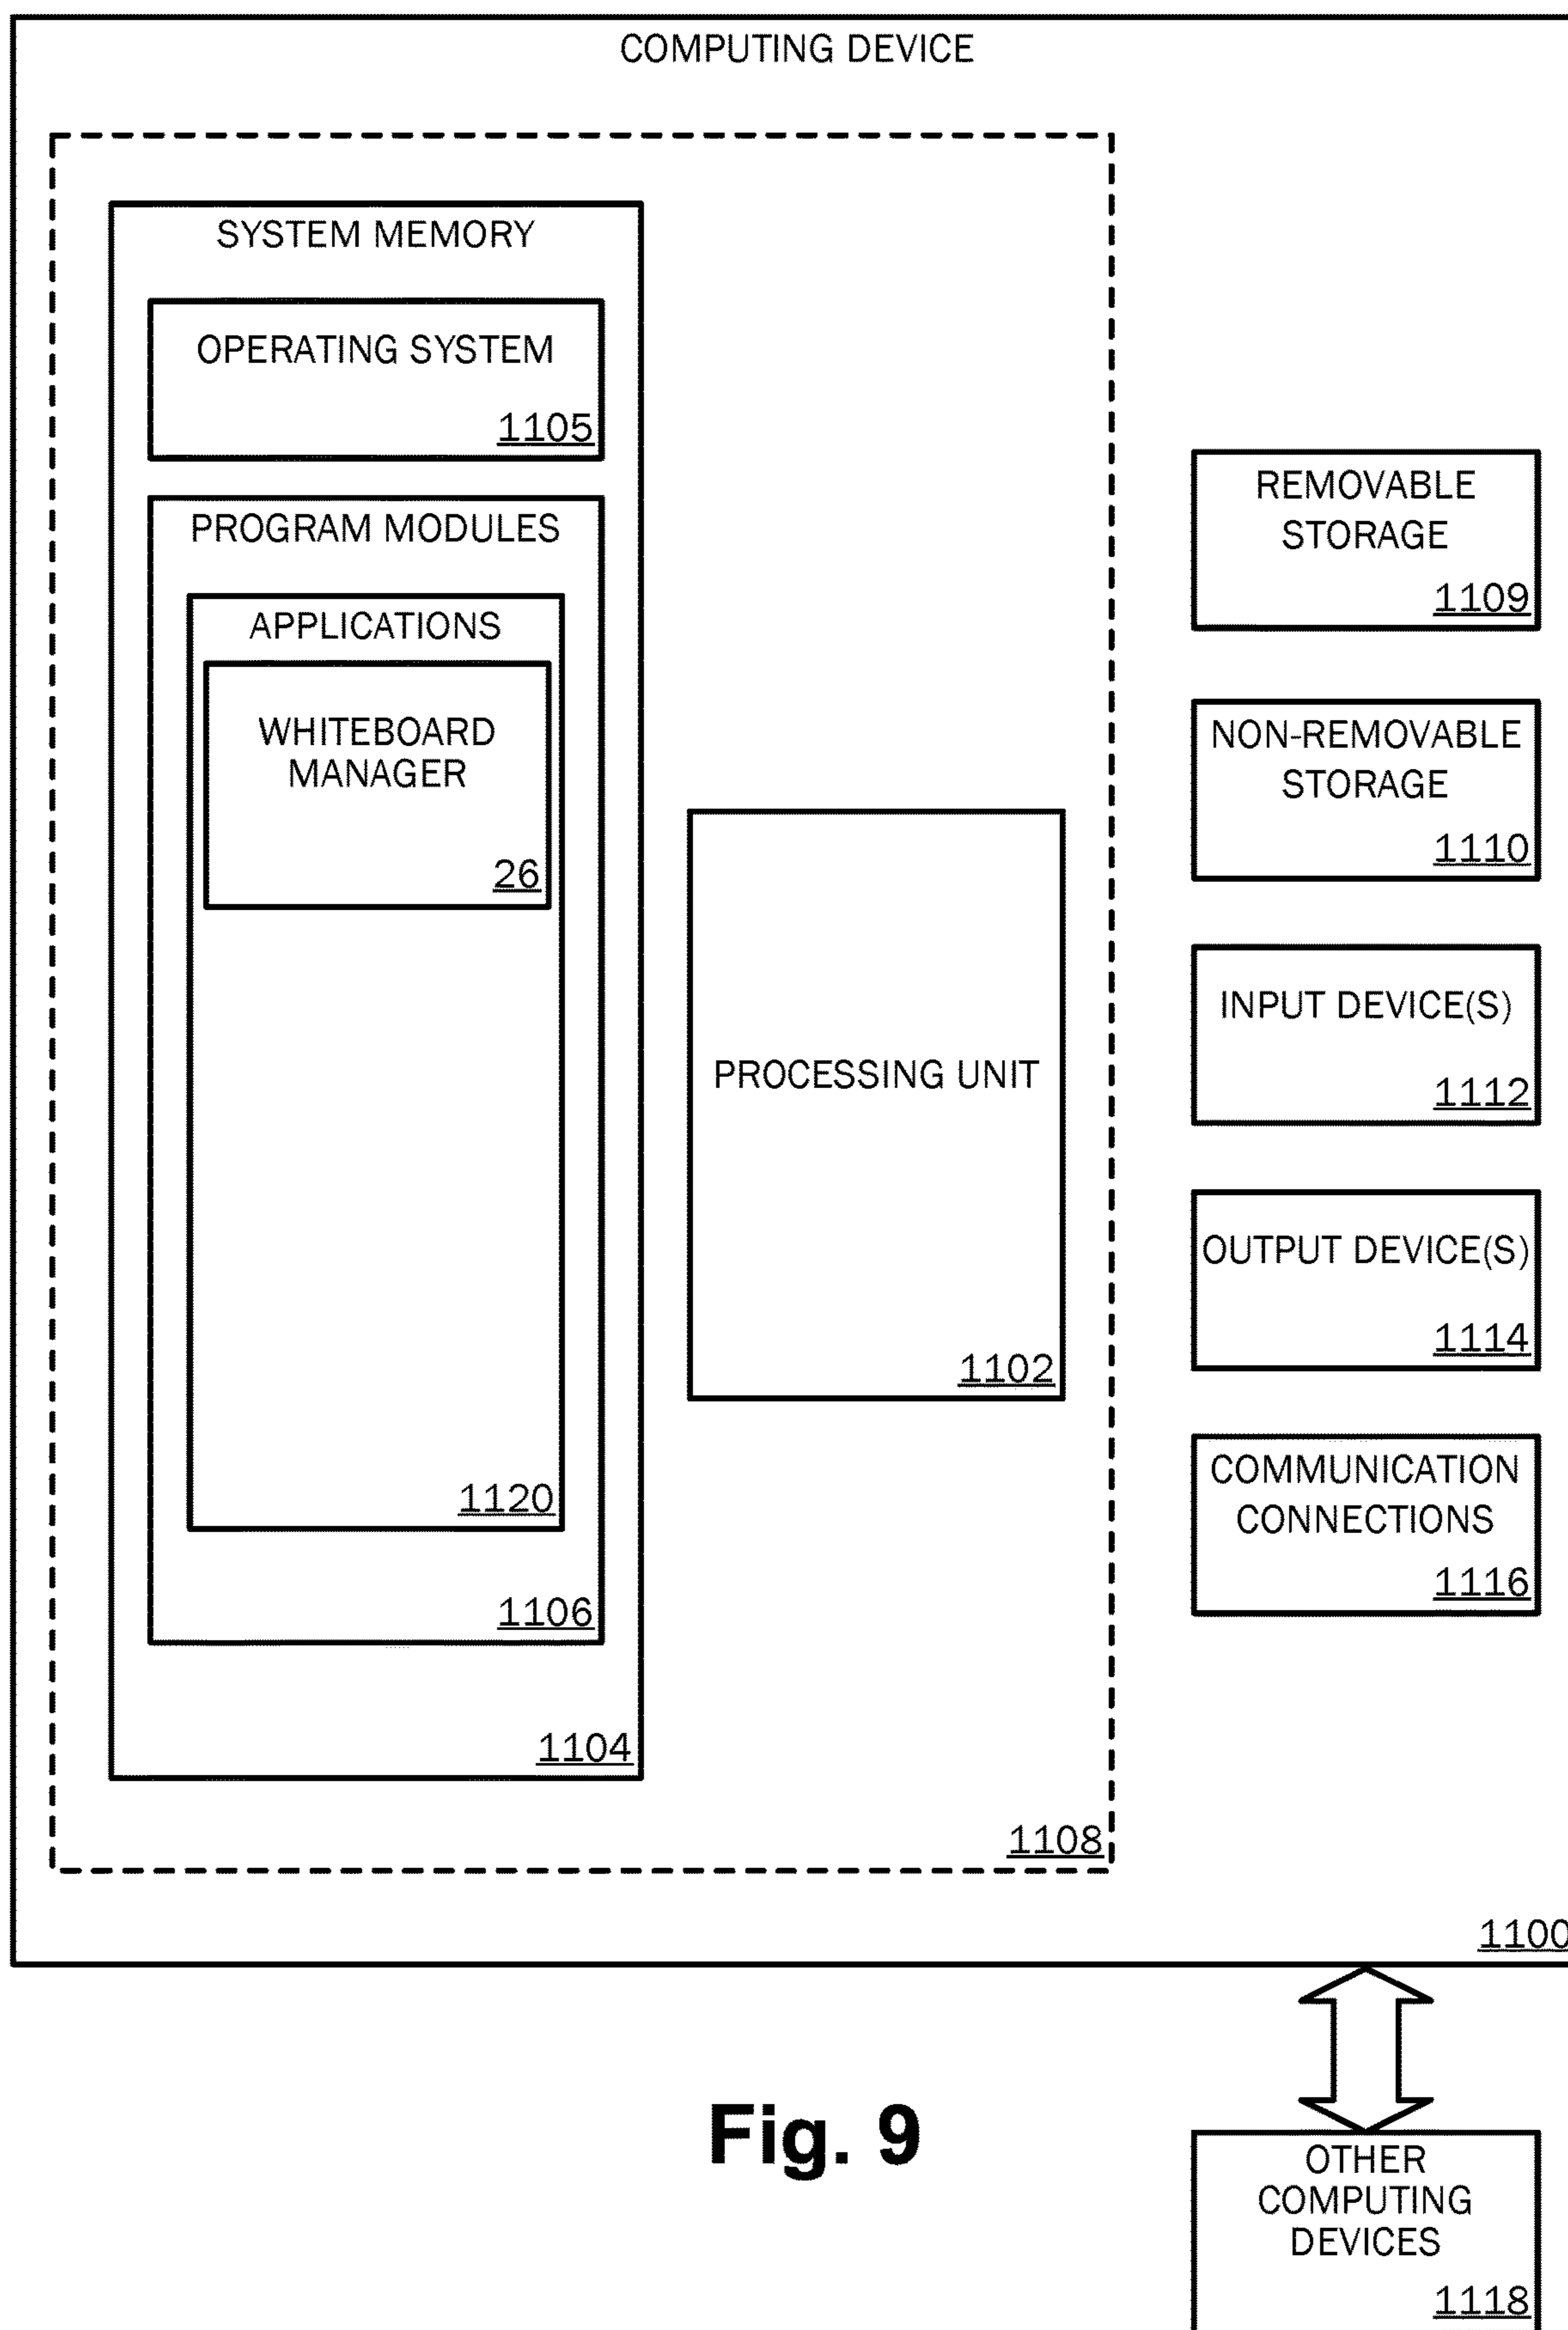 COMPUTING DEVICE
SYSTEM MEMORY
OPERATING SYSTEM
1105
PROGRAM MODULES
APPLICATIONS
WHITEBOARD
MANAGER
26
1120
1106
1104
PROCESSING UNIT
1102
1108
REMOVABLE
STORAGE
1109
NON-REMOVABLE
STORAGE
1110
INPUT DEVICE(S)
1112
OUTPUT DEVICE(S)
1114
COMMUNICATION
CONNECTIONS
1116
1100
Fig. 9
OTHER
COMPUTING
DEVICES
1118